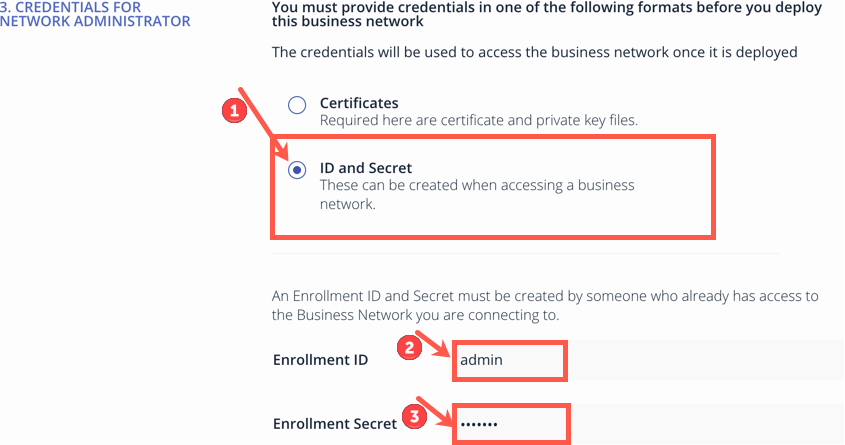 3. CREDENTIALS FOR
NETWORK ADMINISTRATOR
You must provide credentials in one of the following formats before you deploy
this business network
The credentials will be used to access the business network once it is deployed
1
Certificates
Required here are certificate and private key files.
ID and Secret
These can be created when accessing a business
network.
An Enrollment ID and Secret must be created by someone who already has access to
the Business Network you are connecting to.
Enrollment ID
2
admin
Enrollment Secret
3
•••••••